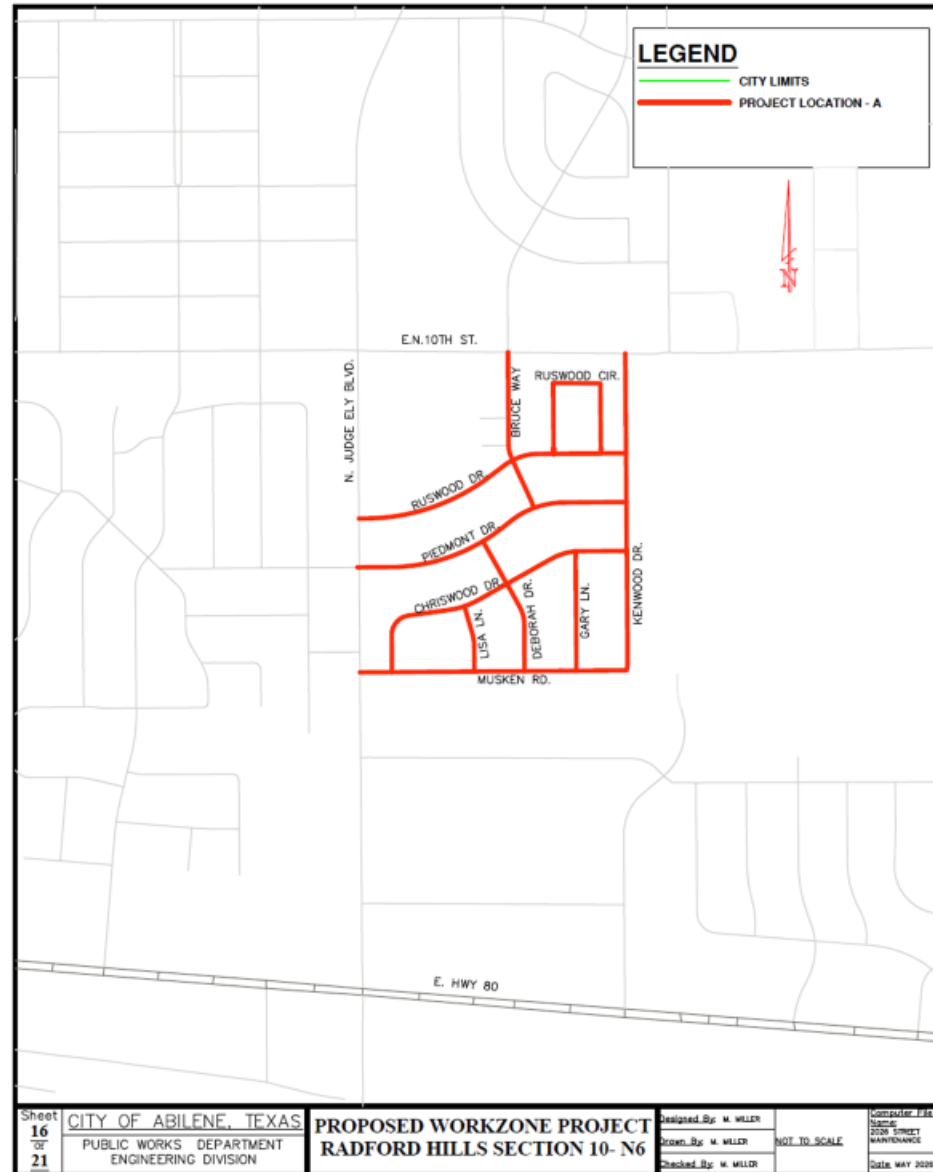 LEGEND
CITY LIMITS
PROJECT LOCATION - A
N
E.N.10TH ST.
N. JUDGE ELY BLVD.
BRUCE WAY
RUSWOOD CIR.
RUSWOOD DR.
PIEDMONT DR.
CHRISWOOD DR.
LISA LN.
DEBORAH DR.
GARY LN.
KENWOOD DR.
MUSKEN RD.
E. HWY 80
Sheet
16
OF
21
CITY OF ABILENE, TEXAS
PUBLIC WORKS DEPARTMENT
ENGINEERING DIVISION
PROPOSED WORKZONE PROJECT
RADFORD HILLS SECTION 10- N6
Designed By: M. MILLER
Drawn By: M. MILLER
Checked By: M. MILLER
NOT TO SCALE
Computer File
Name:
2026 STREET
MAINTENANCE
Date: MAY 2026